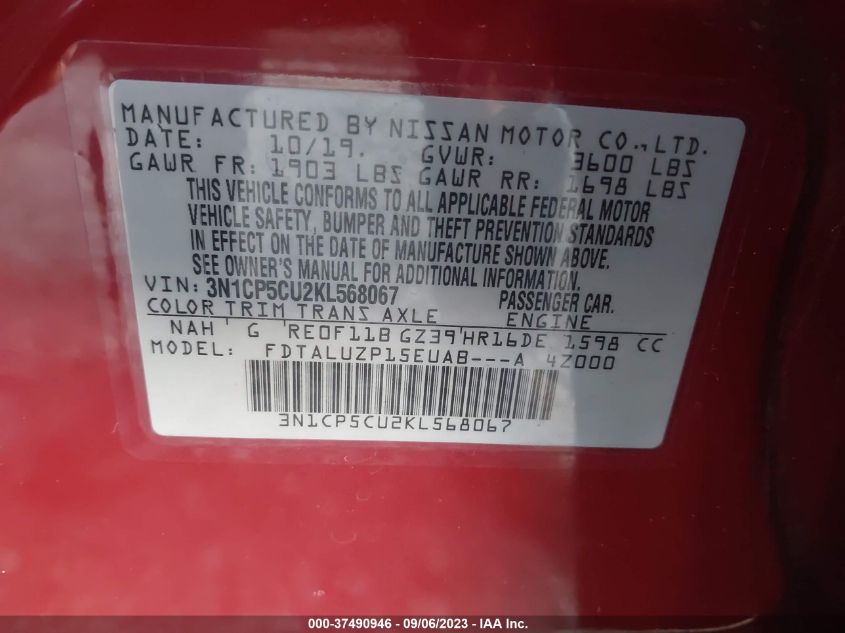 MANUFACTURED BY NISSAN MOTOR CO.,LTD.
DATE: 10/19. GVWR: 3600 LBS
GAWR FR: 1903 LBS GAWR RR: 1698 LBS
THIS VEHICLE CONFORMS TO ALL APPLICABLE FEDERAL MOTOR
VEHICLE SAFETY, BUMPER AND THEFT PREVENTION STANDARDS
IN EFFECT ON THE DATE OF MANUFACTURE SHOWN ABOVE.
SEE OWNER'S MANUAL FOR ADDITIONAL INFORMATION.
VIN: 3N1CP5CU2KL568067 PASSENGER CAR.
COLOR TRIM TRANS AXLE ENGINE
NAH G RE0F11B GZ39 HR16DE 1598 CC
MODEL: FDTALUZP15EUAB---A 4Z000
3N1CP5CU2KL568067
000-37490946 - 09/06/2023 - IAA Inc.